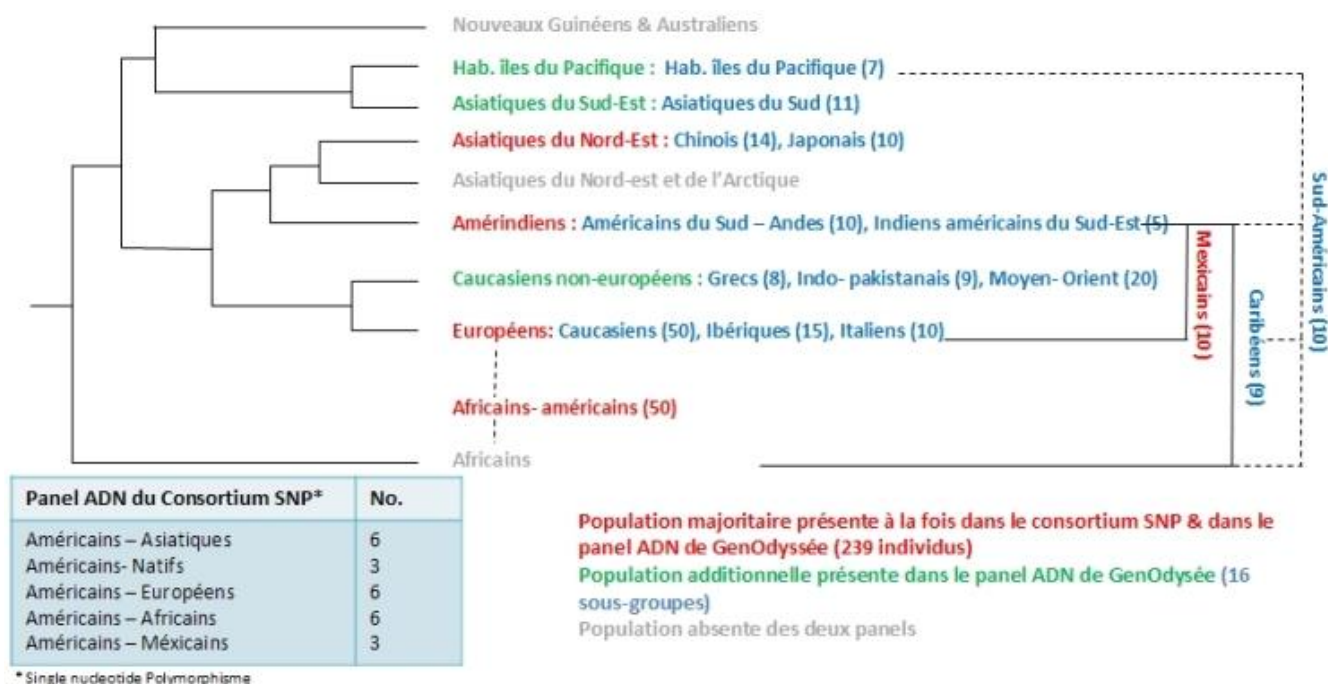 Nouveaux Guinéens & Australiens
Hab. îles du Pacifique : Hab. îles du Pacifique (7)
Asiatiques du Sud-Est : Asiatiques du Sud (11)
Asiatiques du Nord-Est : Chinois (14), Japonais (10)
Asiatiques du Nord-est et de l'Arctique
Amérindiens : Américains du Sud – Andes (10), Indiens américains du Sud-Est (5)
Caucasiens non-européens : Grecs (8), Indo- pakistanais (9), Moyen- Orient (20)
Européens: Caucasiens (50), Ibériques (15), Italiens (10)
Africains- américains (50)
Africains
Mexicains (10)
Caribéens (9)
Sud-Américains (10)
Panel ADN du Consortium SNP* No.
Américains – Asiatiques 6
Américains- Natifs 3
Américains – Européens 6
Américains – Africains 6
Américains – Méxicains 3
* Single nucleotide Polymorphisme
Population majoritaire présente à la fois dans le consortium SNP & dans le
panel ADN de GenOdyssée (239 individus)
Population additionnelle présente dans le panel ADN de GenOdysée (16
sous-groupes)
Population absente des deux panels